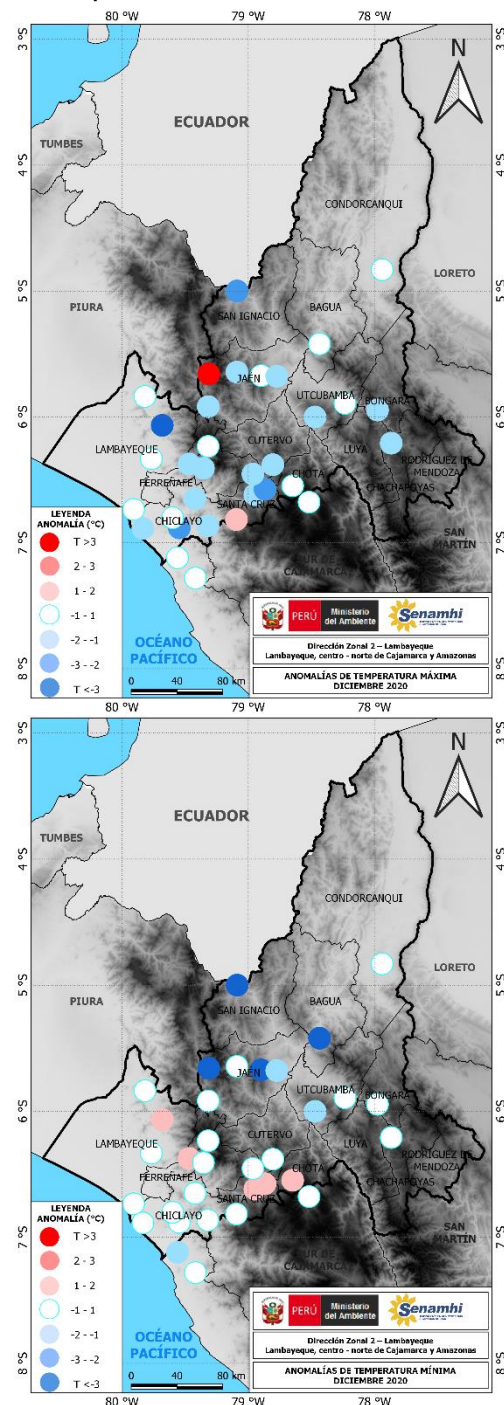 80 °W 79 °W 78 °W
3 °S
N
ECUADOR
TUMBES
4 °S
CONDORCANQUI
LORETO
5 °S
PIURA
SAN IGNACIO
BAGUA
JAÉN
UTCUBAMBA
BONGARÁ
6 °S
CUTERVO
LAMBAYEQUE
LUYA
RODRÍGUEZ DE
MENDOZA
FERREÑAFE
CHOTA
CHACHAPOYAS
SANTA CRUZ
LEYENDA
ANOMALÍA (°C)
CHICLAYO
SAN
MARTÍN
T >3
7 °S
SUR DE
CAJAMARCA
2 - 3
1 - 2
-1 - 1
PERÚ
Ministerio
del Ambiente
Senamhi
-2 - -1
OCÉANO
PACÍFICO
Dirección Zonal 2 – Lambayeque
Lambayeque, centro - norte de Cajamarca y Amazonas
-3 - -2
8 °S
ANOMALÍAS DE TEMPERATURA MÁXIMA
DICIEMBRE 2020
T <-3
0 40 80 km
3 °S
N
ECUADOR
TUMBES
4 °S
CONDORCANQUI
LORETO
5 °S
PIURA
SAN IGNACIO
BAGUA
JAÉN
UTCUBAMBA
BONGARÁ
6 °S
CUTERVO
LAMBAYEQUE
LUYA
RODRÍGUEZ DE
MENDOZA
FERREÑAFE
CHOTA
CHACHAPOYAS
SANTA CRUZ
LEYENDA
ANOMALÍA (°C)
CHICLAYO
SAN
MARTÍN
T >3
7 °S
SUR DE
CAJAMARCA
2 - 3
1 - 2
-1 - 1
PERÚ
Ministerio
del Ambiente
Senamhi
-2 - -1
OCÉANO
PACÍFICO
Dirección Zonal 2 – Lambayeque
Lambayeque, centro - norte de Cajamarca y Amazonas
-3 - -2
8 °S
ANOMALÍAS DE TEMPERATURA MÍNIMA
DICIEMBRE 2020
T <-3
0 40 80 km
80 °W 79 °W 78 °W